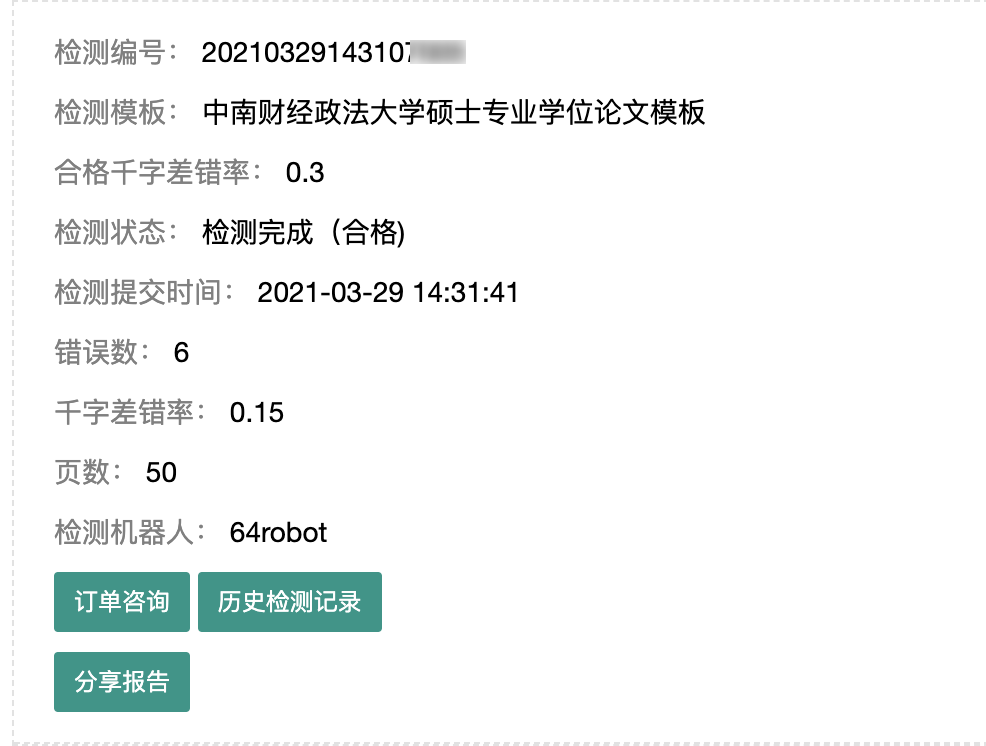 检测编号： 20210329143107
检测模板： 中南财经政法大学硕士专业学位论文模板
合格千字差错率： 0.3
检测状态： 检测完成（合格)
检测提交时间： 2021-03-29 14:31:41
错误数： 6
千字差错率： 0.15
页数： 50
检测机器人： 64robot
订单咨询 历史检测记录
分享报告